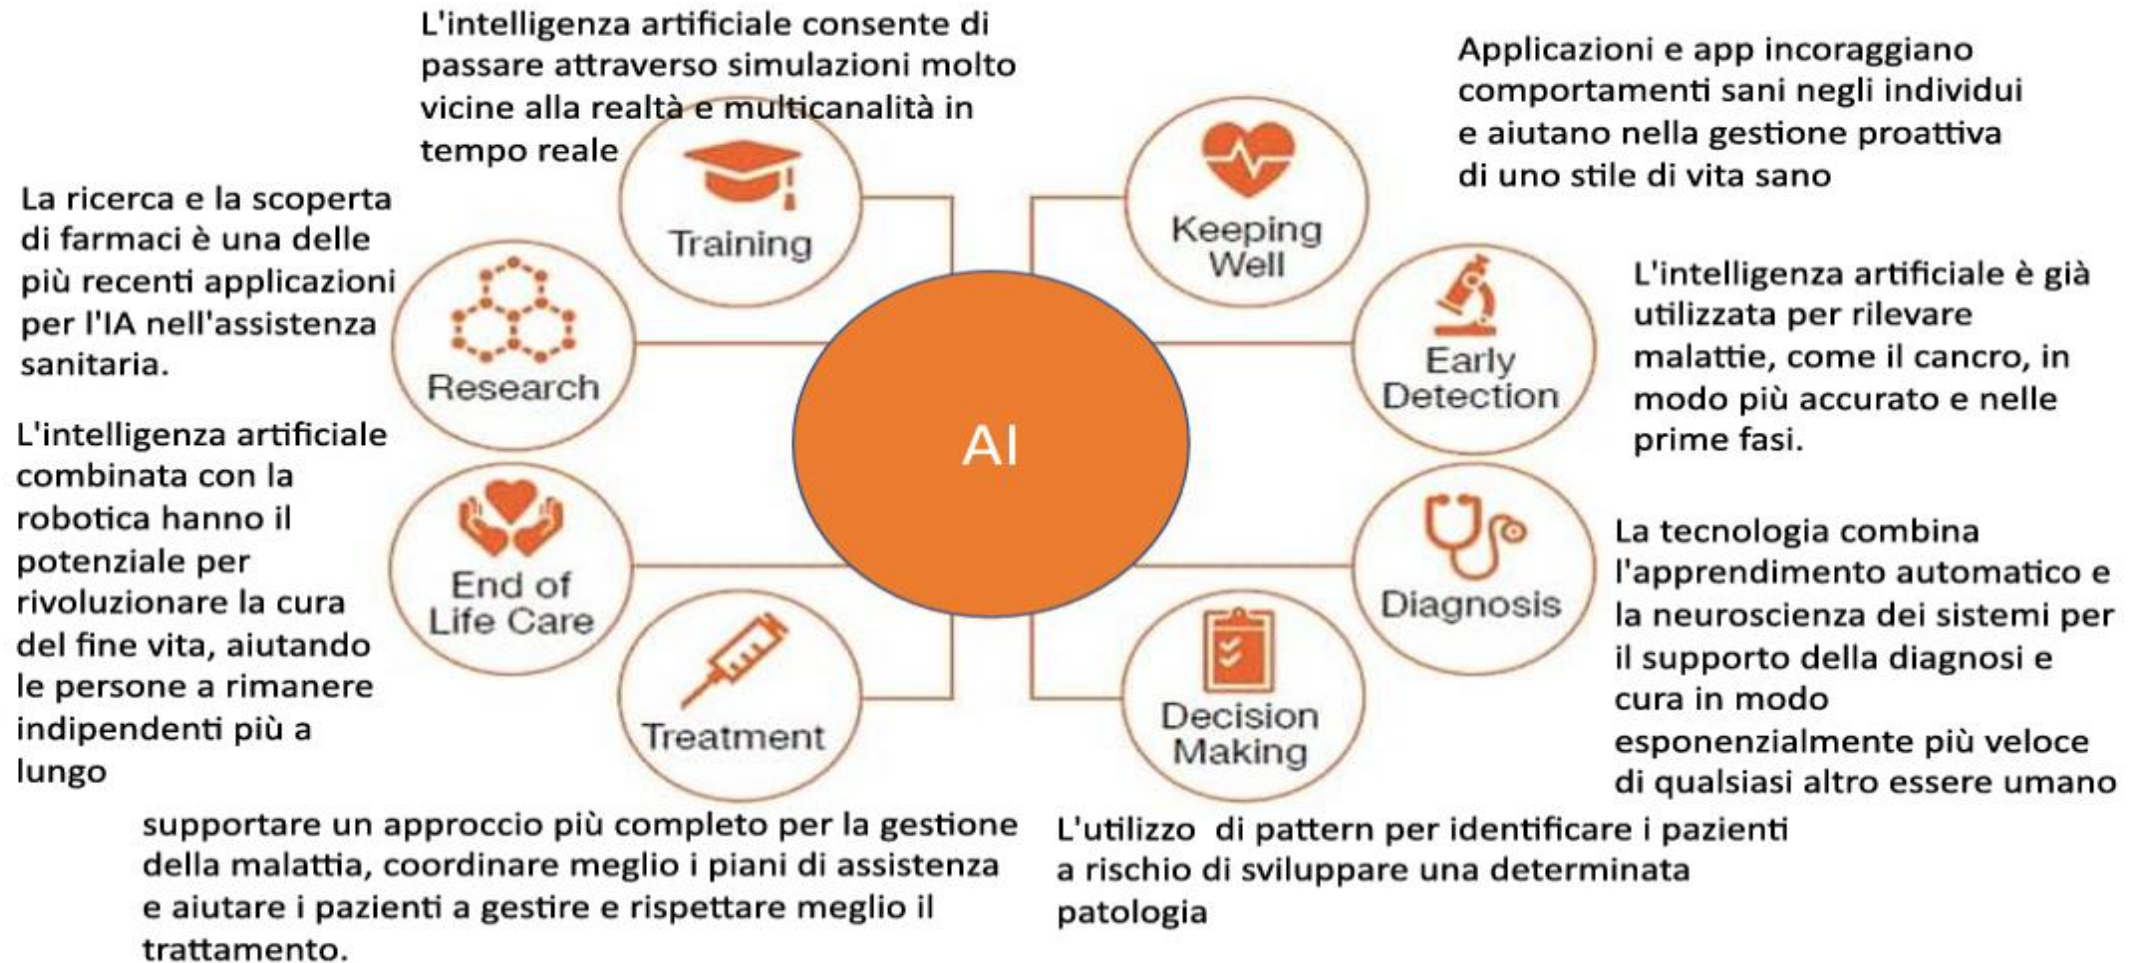 L'intelligenza artificiale consente di
passare attraverso simulazioni molto
vicine alla realtà e multicanalità in
tempo reale
Training
Applicazioni e app incoraggiano
comportamenti sani negli individui
e aiutano nella gestione proattiva
di uno stile di vita sano
Keeping
Well
La ricerca e la scoperta
di farmaci è una delle
più recenti applicazioni
per l'IA nell'assistenza
sanitaria.
Research
L'intelligenza artificiale è già
utilizzata per rilevare
malattie, come il cancro, in
modo più accurato e nelle
prime fasi.
Early
Detection
AI
L'intelligenza artificiale
combinata con la
robotica hanno il
potenziale per
rivoluzionare la cura
del fine vita, aiutando
le persone a rimanere
indipendenti più a
lungo
End of
Life Care
La tecnologia combina
l'apprendimento automatico e
la neuroscienza dei sistemi per
il supporto della diagnosi e
cura in modo
esponenzialmente più veloce
di qualsiasi altro essere umano
Diagnosis
Treatment
supportare un approccio più completo per la gestione
della malattia, coordinare meglio i piani di assistenza
e aiutare i pazienti a gestire e rispettare meglio il
trattamento.
Decision
Making
L'utilizzo  di pattern per identificare i pazienti
a rischio di sviluppare una determinata
patologia